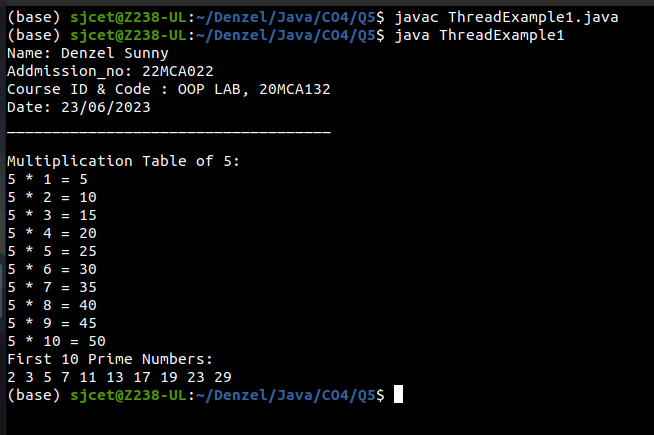 (base) sjcet@Z238-UL:~/Denzel/Java/CO4/Q5$ javac ThreadExample1.java
(base) sjcet@Z238-UL:~/Denzel/Java/CO4/Q5$ java ThreadExample1
Name: Denzel Sunny
Addmission_no: 22MCA022
Course ID & Code : OOP LAB, 20MCA132
Date: 23/06/2023
____________________________________
Multiplication Table of 5:
5 * 1 = 5
5 * 2 = 10
5 * 3 = 15
5 * 4 = 20
5 * 5 = 25
5 * 6 = 30
5 * 7 = 35
5 * 8 = 40
5 * 9 = 45
5 * 10 = 50
First 10 Prime Numbers:
2 3 5 7 11 13 17 19 23 29
(base) sjcet@Z238-UL:~/Denzel/Java/CO4/Q5$